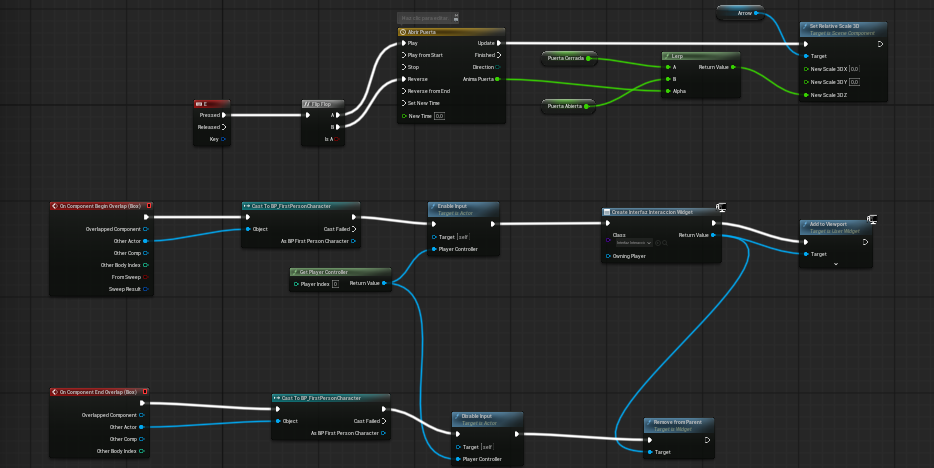 Arrow
Set Relative Scale 3D
Target is Scene Component
Target
New Scale 3D X 0,0
New Scale 3D Y 0,0
New Scale 3D Z
Abrir Puerta
Play
Update
Play from Start
Finished
Stop
Direction
Reverse
Anima Puerta
Reverse from End
Set New Time
New Time 0,0
Puerta Cerrado
Puerta Abierta
Lerp
A
Return Value
B
Alpha
E
Pressed
Released
Key
Flip Flop
A
B
Is A
On Component Begin Overlap (Box)
Overlapped Component
Other Actor
Other Comp
Other Body Index
From Sweep
Sweep Result
Cast To BP_FirstPersonCharacter
Cast Failed
Object
As BP First Person Character
Get Player Controller
Player Index 0
Return Value
Enable Input
Target is Actor
Target self
Player Controller
Create Interfaz Interaccion Widget
Class
Return Value
Owning Player
Add to Viewport
Target is User Widget
Target
On Component End Overlap (Box)
Overlapped Component
Other Actor
Other Comp
Other Body Index
Cast To BP_FirstPersonCharacter
Cast Failed
Object
As BP First Person Character
Disable Input
Target is Actor
Target self
Player Controller
Remove from Parent
Target is Widget
Target